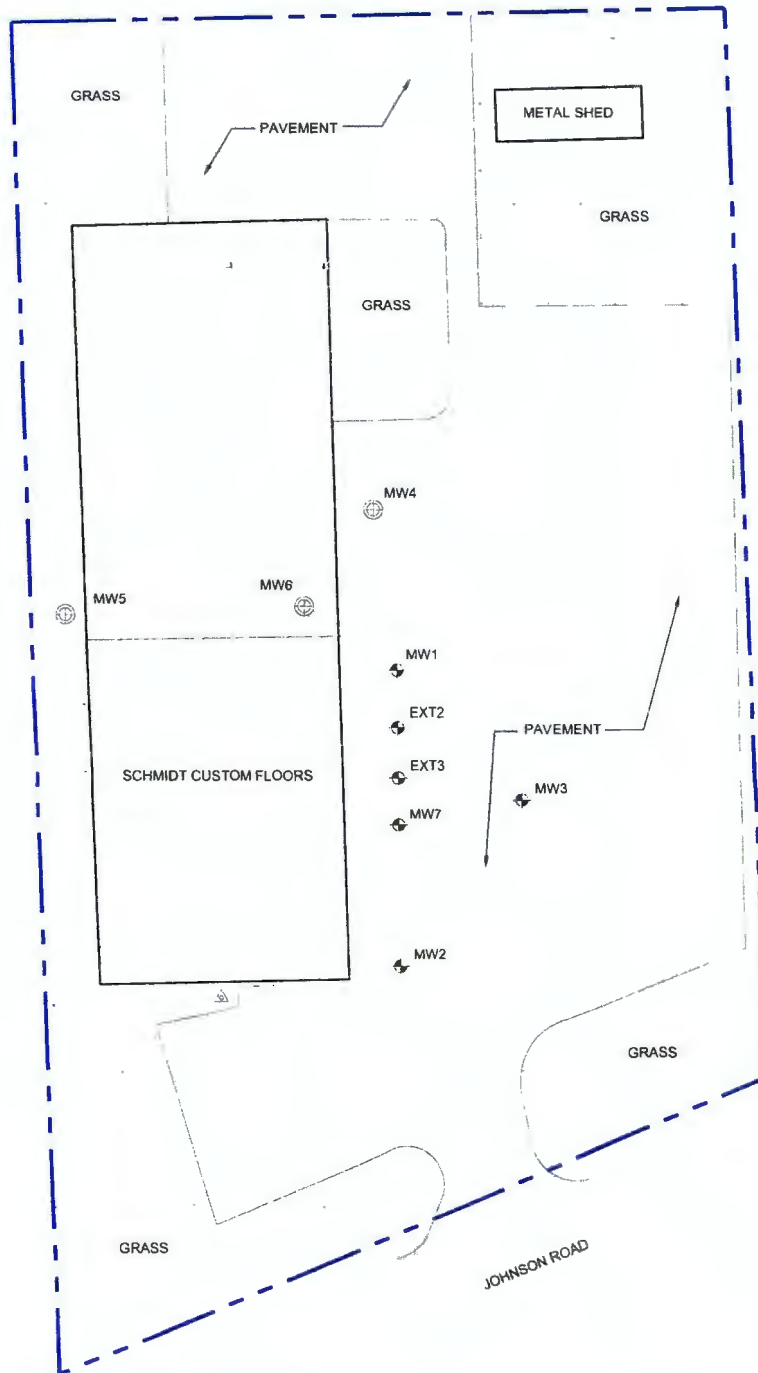 GRASS
PAVEMENT
METAL SHED
GRASS
GRASS
MW4
MW5
MW6
MW1
EXT2
PAVEMENT
EXT3
SCHMIDT CUSTOM FLOORS
MW3
MW7
MW2
GRASS
GRASS
JOHNSON ROAD